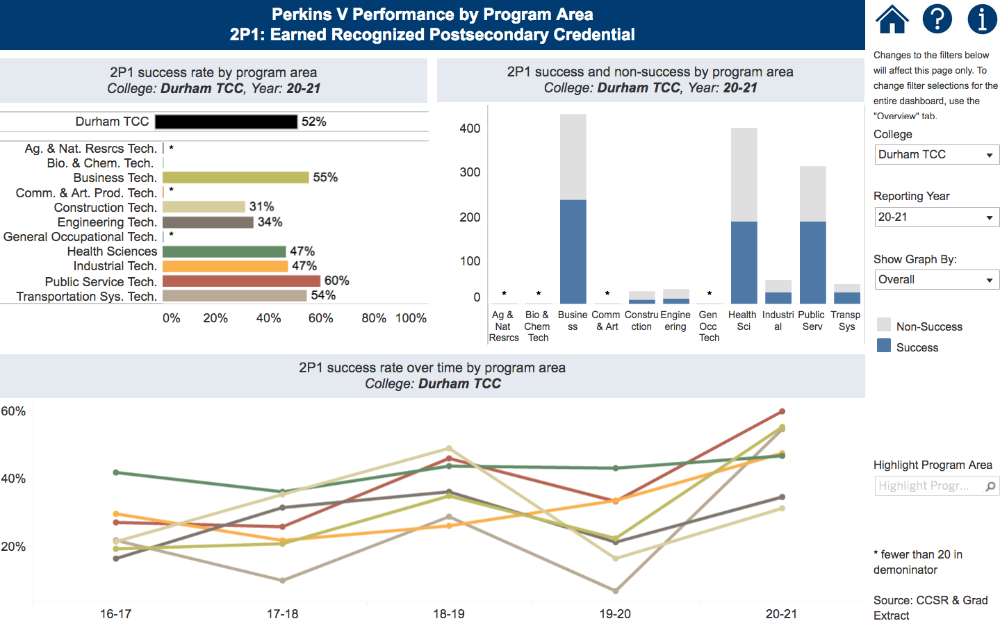 Perkins V Performance by Program Area
2P1: Earned Recognized Postsecondary Credential
Changes to the filters below
will affect this page only. To
change filter selections for the
entire dashboard, use the
"Overview" tab.
2P1 success rate by program area
College: Durham TCC, Year: 20-21
Durham TCC 52%
Ag. & Nat. Resrcs Tech. *
Bio. & Chem. Tech.
Business Tech. 55%
Comm. & Art. Prod. Tech. *
Construction Tech. 31%
Engineering Tech. 34%
General Occupational Tech. *
Health Sciences 47%
Industrial Tech. 47%
Public Service Tech. 60%
Transportation Sys. Tech. 54%
0% 20% 40% 60% 80% 100%
2P1 success and non-success by program area
College: Durham TCC, Year: 20-21
400
300
200
100
0
* * * *
Ag & Bio & Busine Comm Constru Engine Gen Health Industri Public Transp
Nat Chem ss & Art ction ering Occ Sci al Serv Sys
Resrcs Tech Tech
College
Durham TCC
Reporting Year
20-21
Show Graph By:
Overall
Non-Success
Success
2P1 success rate over time by program area
College: Durham TCC
60%
40%
20%
16-17 17-18 18-19 19-20 20-21
Highlight Program Area
Highlight Progr...
* fewer than 20 in
demoninator
Source: CCSR & Grad
Extract